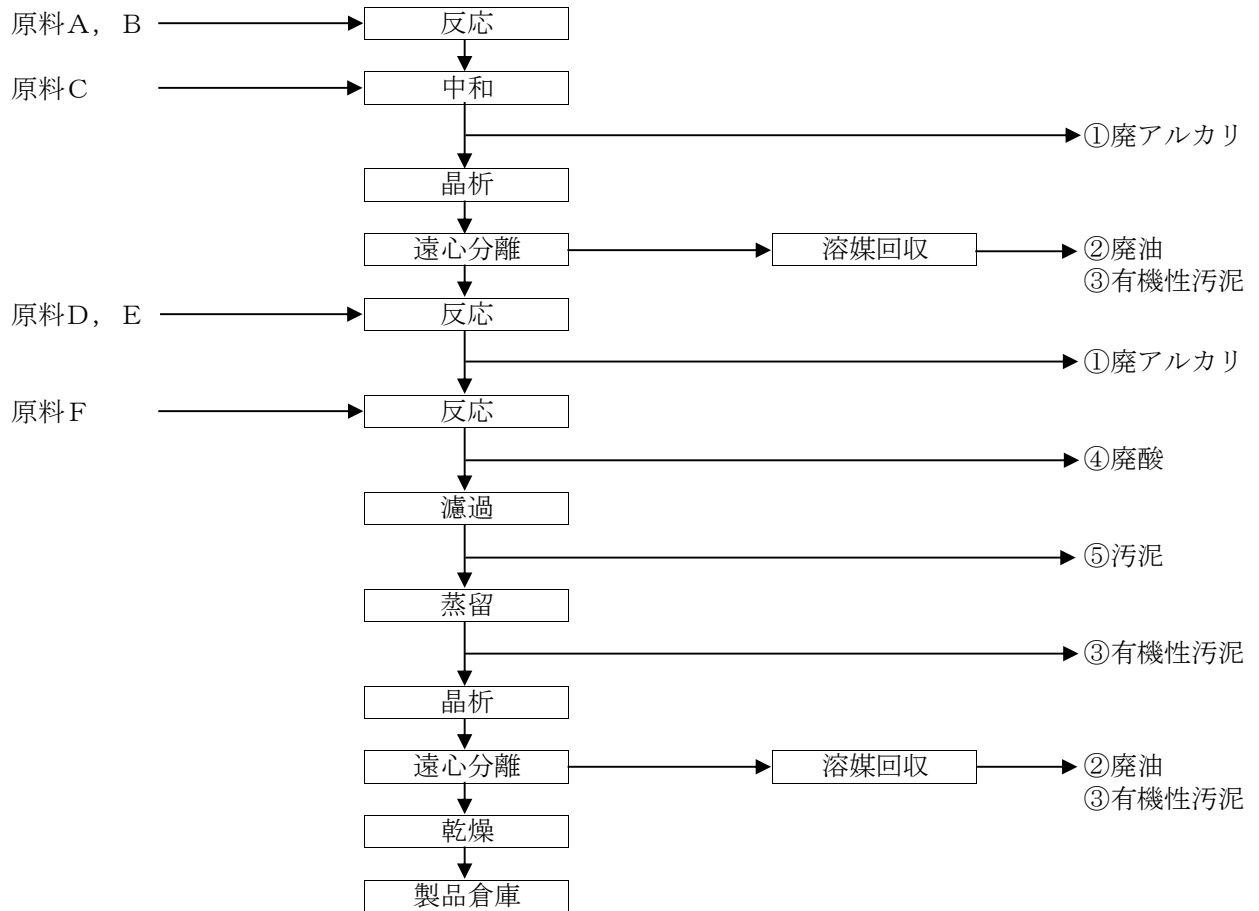 原料Ａ，Ｂ
反応
原料Ｃ
中和
①廃アルカリ
晶析
遠心分離
溶媒回収
②廃油
③有機性汚泥
原料Ｄ，Ｅ
反応
①廃アルカリ
原料Ｆ
反応
④廃酸
濾過
⑤汚泥
蒸留
③有機性汚泥
晶析
遠心分離
溶媒回収
②廃油
③有機性汚泥
乾燥
製品倉庫